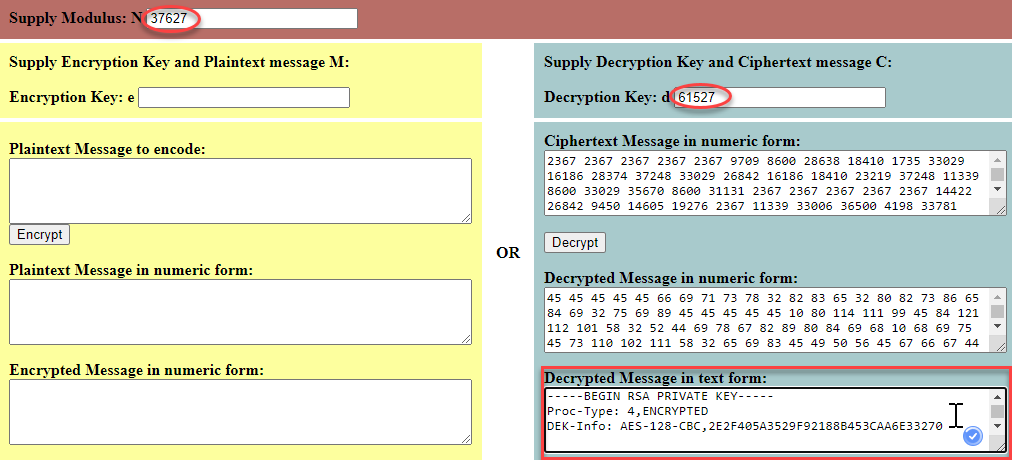 Supply Modulus: N 37627
Supply Encryption Key and Plaintext message M:
Encryption Key: e
Plaintext Message to encode:
Encrypt
Plaintext Message in numeric form:
Encrypted Message in numeric form:
OR
Supply Decryption Key and Ciphertext message C:
Decryption Key: d 61527
Ciphertext Message in numeric form:
2367 2367 2367 2367 2367 9709 8600 28638 18410 1735 33029
16186 28374 37248 33029 26842 16186 18410 23219 37248 11339
8600 33029 35670 8600 31131 2367 2367 2367 2367 2367 14422
26842 9450 14605 19276 2367 11339 33006 36500 4198 33781
Decrypt
Decrypted Message in numeric form:
45 45 45 45 45 66 69 71 73 78 32 82 83 65 32 80 82 73 86 65
84 69 32 75 69 89 45 45 45 45 45 10 80 114 111 99 45 84 121
112 101 58 32 52 44 69 78 67 82 89 80 84 69 68 10 68 69 75
45 73 110 102 111 58 32 65 69 83 45 49 50 56 45 67 66 67 44
Decrypted Message in text form:
-----BEGIN RSA PRIVATE KEY-----
Proc-Type: 4,ENCRYPTED
DEK-Info: AES-128-CBC,2E2F405A3529F92188B453CAA6E33270